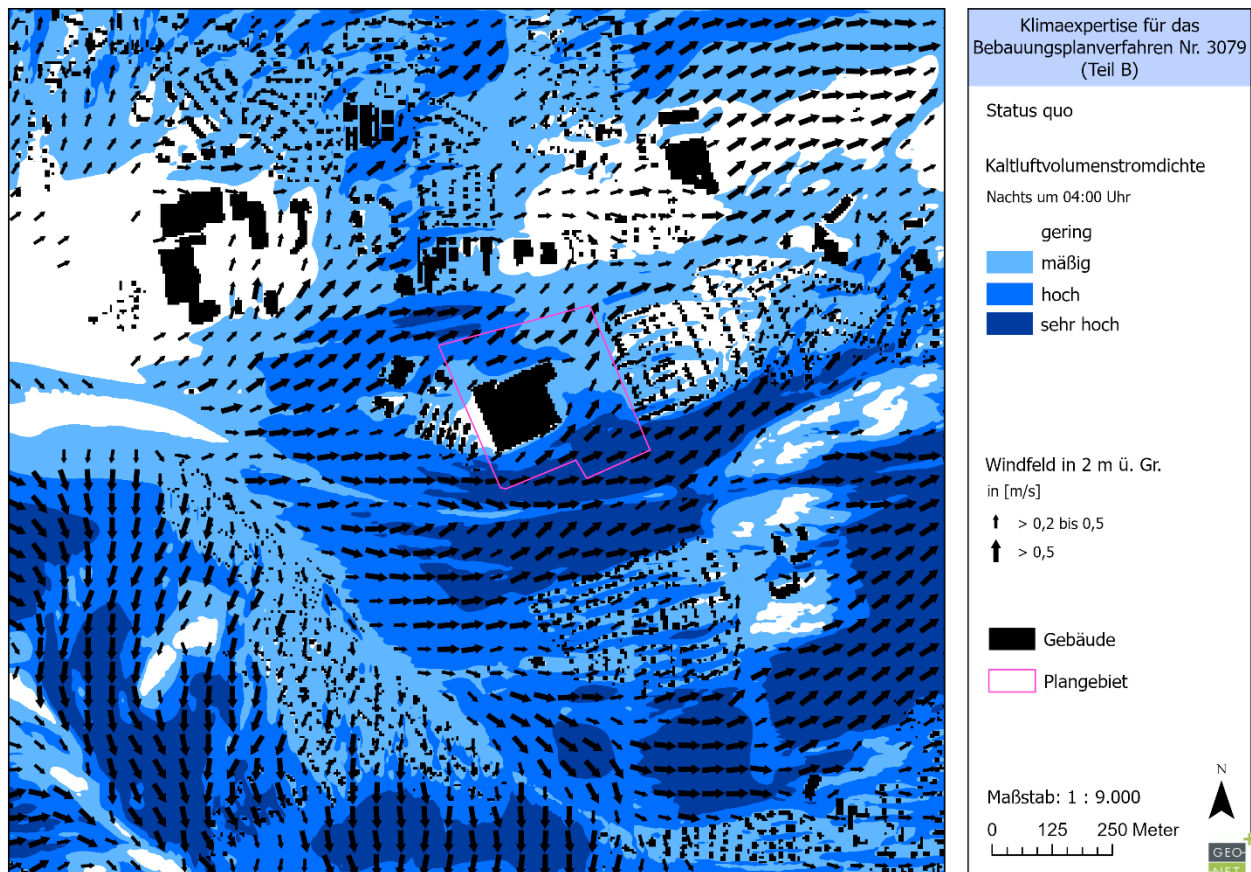 Klimaexpertise für das
Bebauungsplanverfahren Nr. 3079
(Teil B)
Status quo
Kaltluftvolumenstromdichte
Nachts um 04:00 Uhr
gering
mäßig
hoch
sehr hoch
Windfeld in 2 m ü. Gr.
in [m/s]
> 0,2 bis 0,5
> 0,5
Gebäude
Plangebiet
N
Maßstab: 1 : 9.000
0 125 250 Meter
GEO-
NET